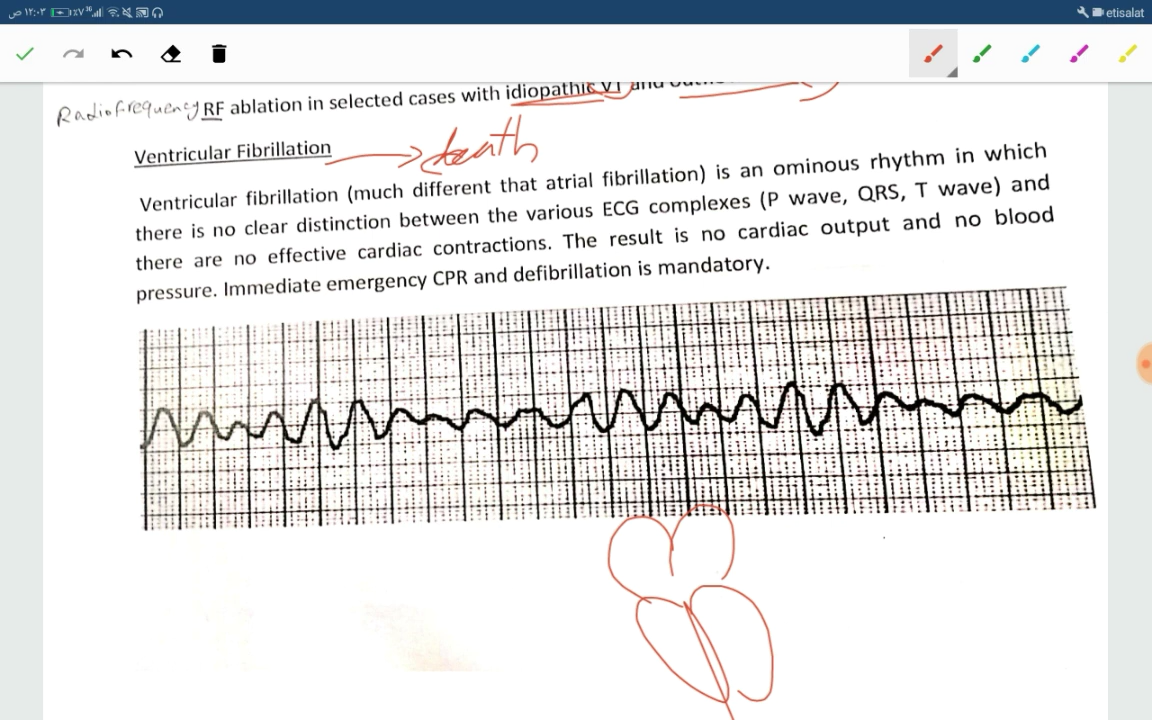 ص ١٢:٠٣
etisalat
Radiofrequency RF ablation in selected cases with idiopathic VT and
Ventricular Fibrillation → death
Ventricular fibrillation (much different that atrial fibrillation) is an ominous rhythm in which
there is no clear distinction between the various ECG complexes (P wave, QRS, T wave) and
there are no effective cardiac contractions. The result is no cardiac output and no blood
pressure. Immediate emergency CPR and defibrillation is mandatory.